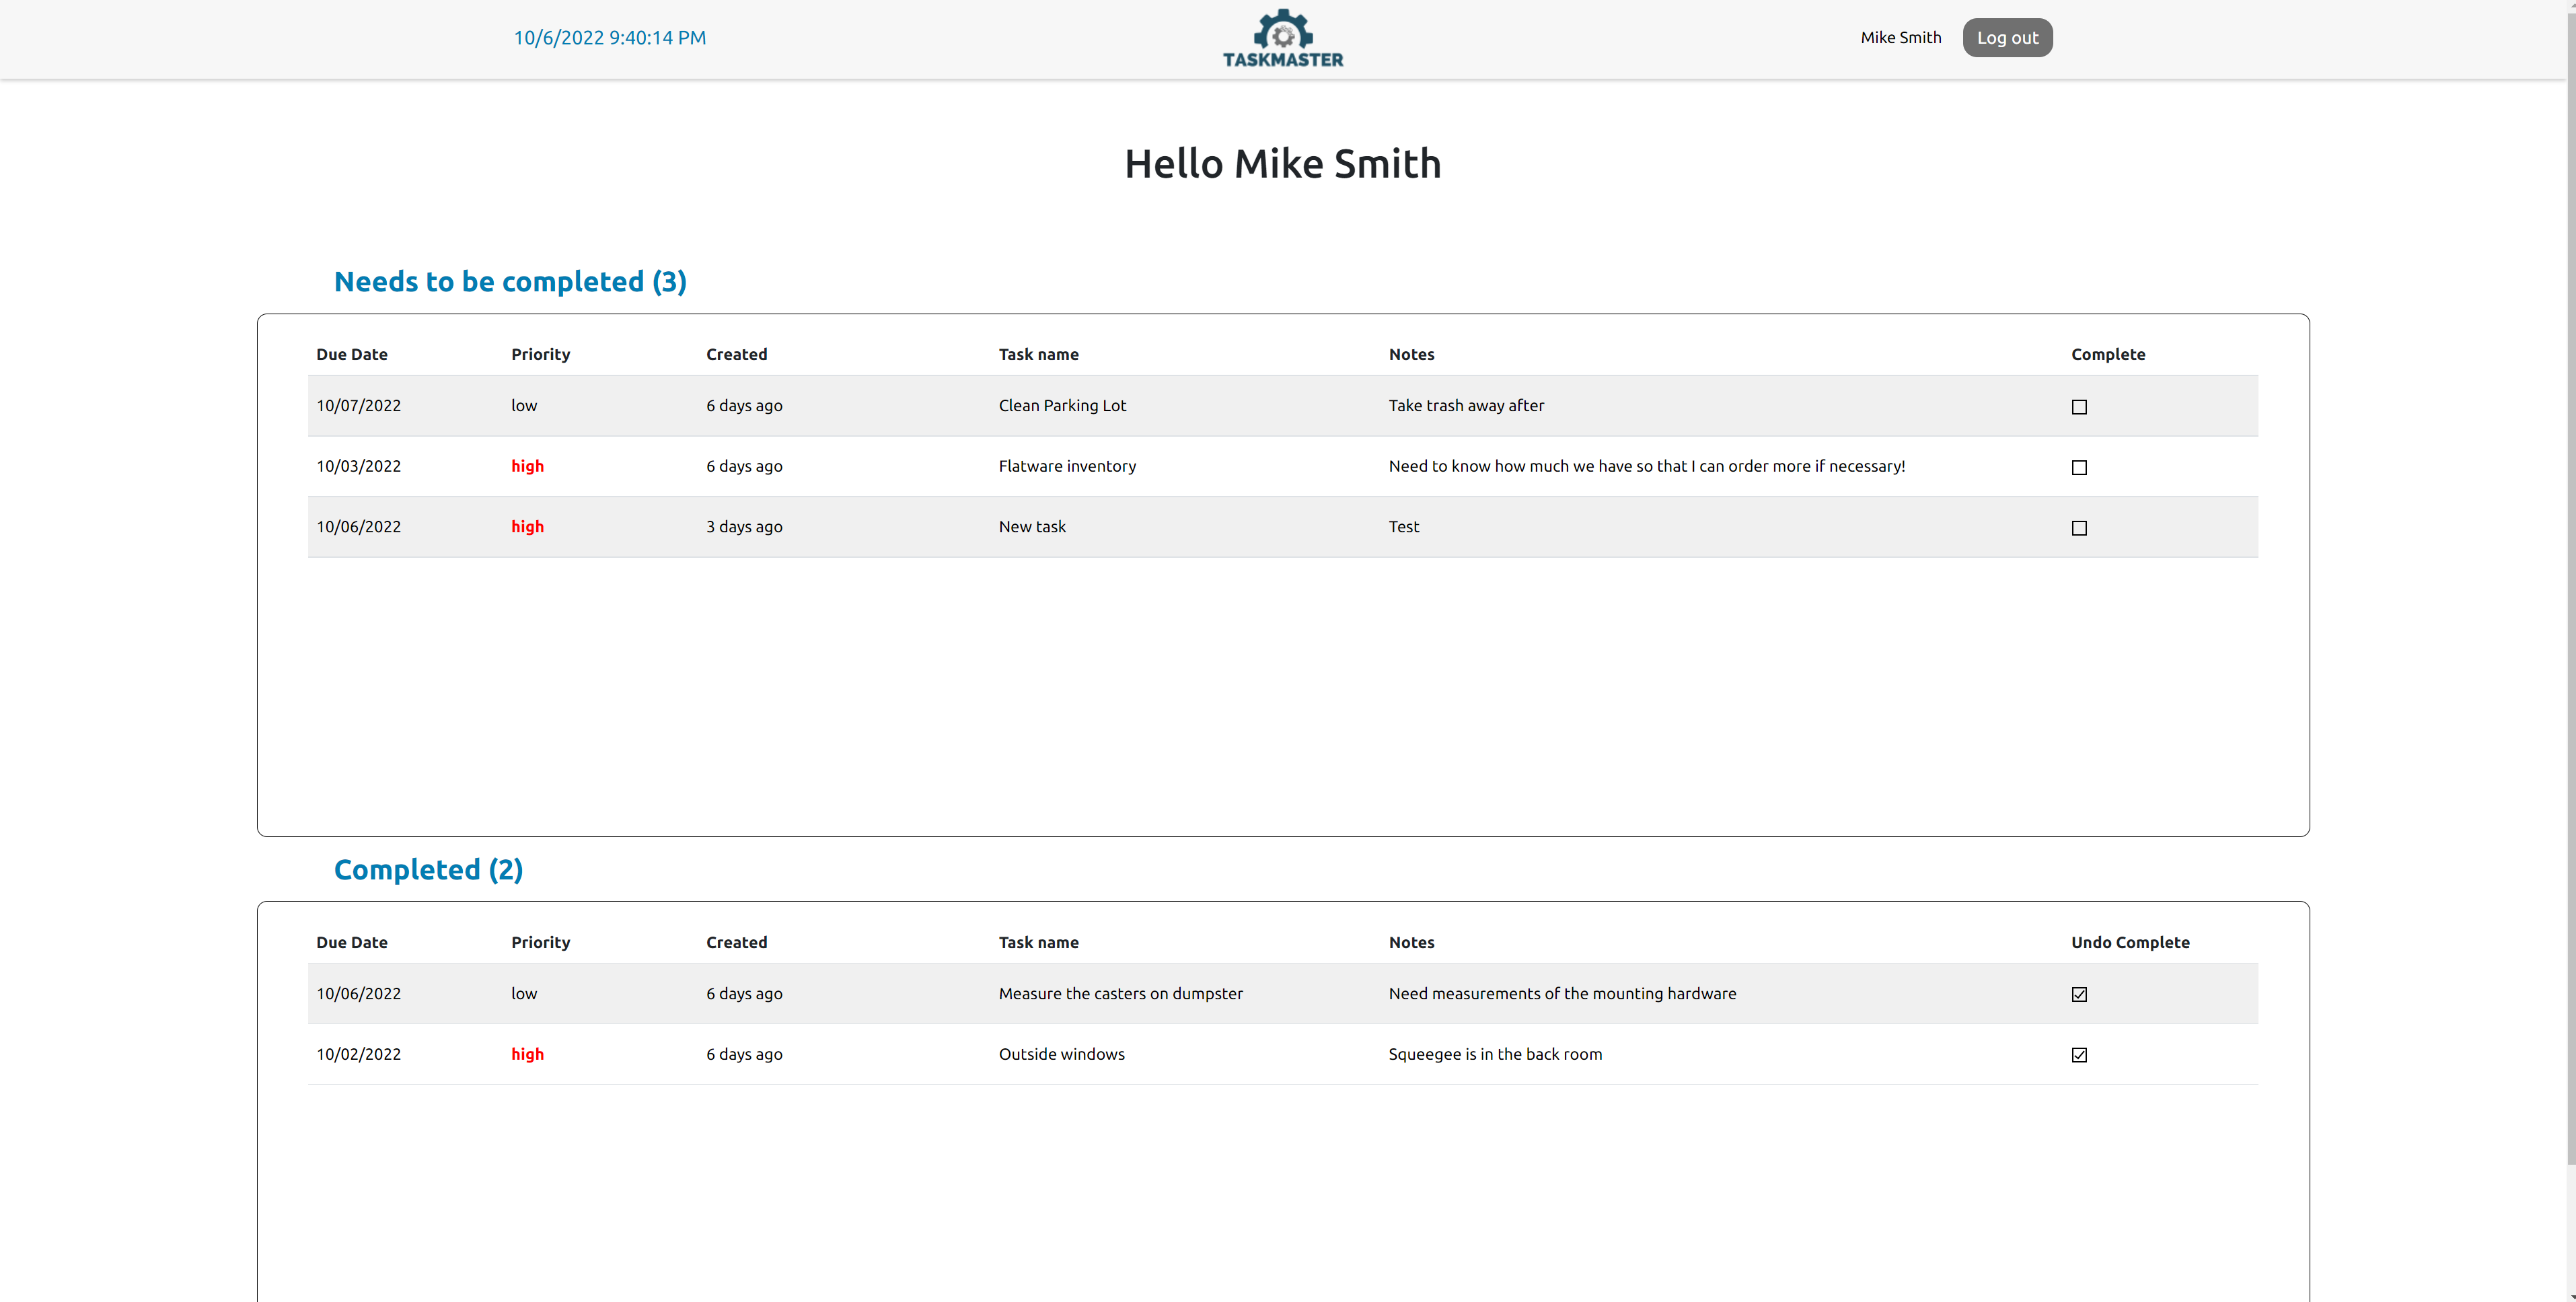 10/6/2022 9:40:14 PM
TASKMASTER
Mike Smith Log out
Hello Mike Smith
Needs to be completed (3)
Due Date Priority Created Task name Notes Complete
10/07/2022 low 6 days ago Clean Parking Lot Take trash away after
10/03/2022 high 6 days ago Flatware inventory Need to know how much we have so that I can order more if necessary!
10/06/2022 high 3 days ago New task Test
Completed (2)
Due Date Priority Created Task name Notes Undo Complete
10/06/2022 low 6 days ago Measure the casters on dumpster Need measurements of the mounting hardware
10/02/2022 high 6 days ago Outside windows Squeegee is in the back room